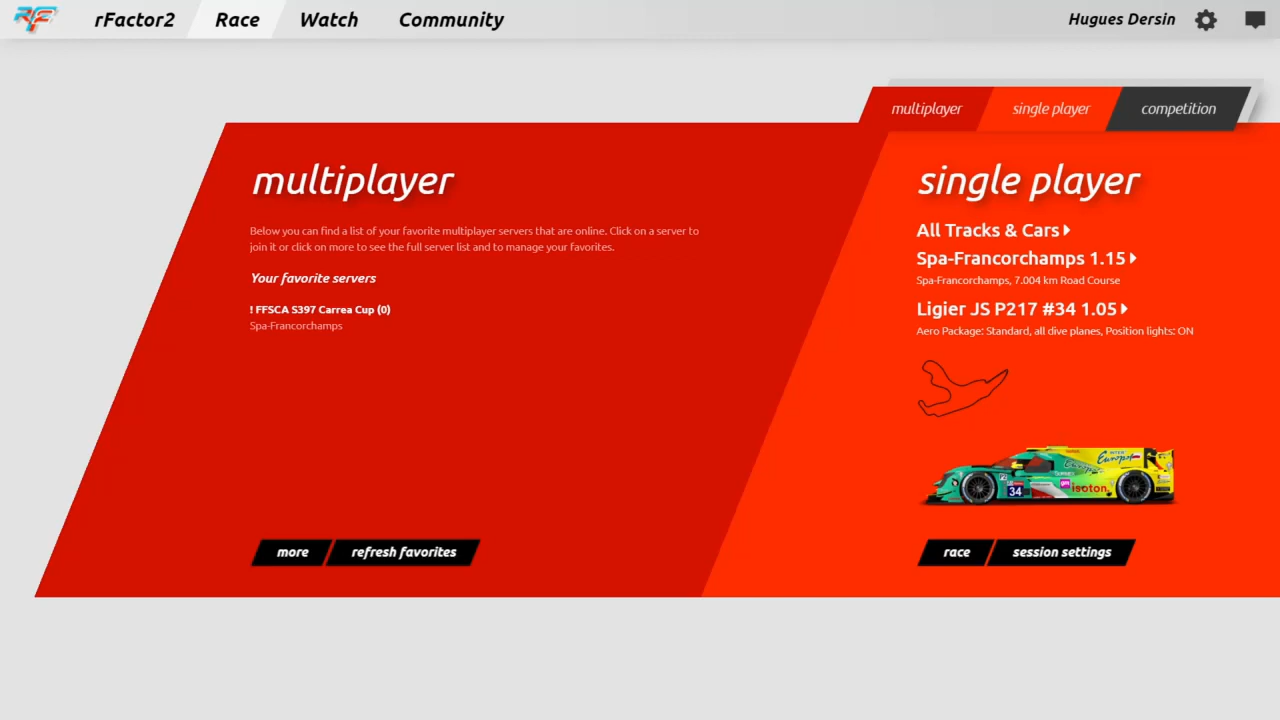 rFactor2
Race
Watch
Community
Hugues Dersin
multiplayer
single player
competition
multiplayer
Below you can find a list of your favorite multiplayer servers that are online. Click on a server to
join it or click on more to see the full server list and to manage your favorites.
Your favorite servers
! FFSCA S397 Carrea Cup (0)
Spa-Francorchamps
more
refresh favorites
single player
All Tracks & Cars
Spa-Francorchamps 1.15
Spa-Francorchamps, 7.004 km Road Course
Ligier JS P217 #34 1.05
Aero Package: Standard, all dive planes, Position lights: ON
INTER
Europol
34
isoton
race
session settings